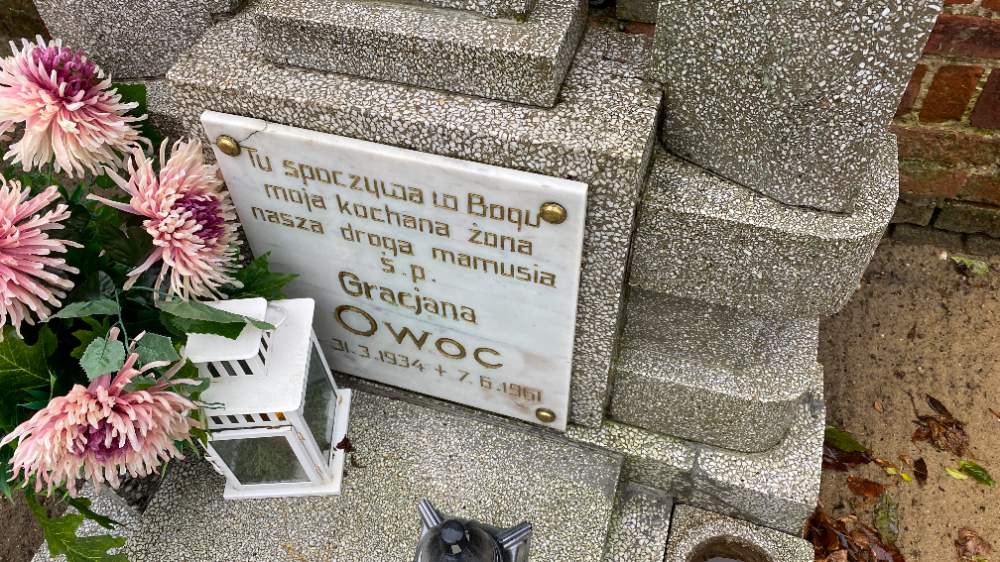 Tu spoczywa w Bogu
moja kochana żona
nasza droga mamusia
ś. p.
Gracjana
Owoc
31.3.1934 + 7.6.1961